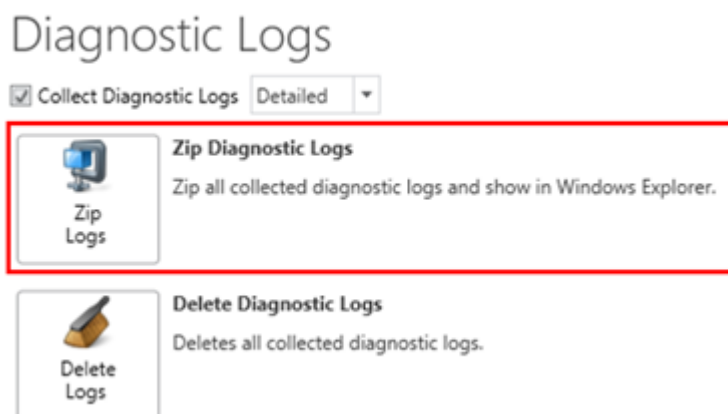 Diagnostic Logs
Collect Diagnostic Logs Detailed
Zip Diagnostic Logs
Zip all collected diagnostic logs and show in Windows Explorer.
Zip
Logs
Delete Diagnostic Logs
Deletes all collected diagnostic logs.
Delete
Logs